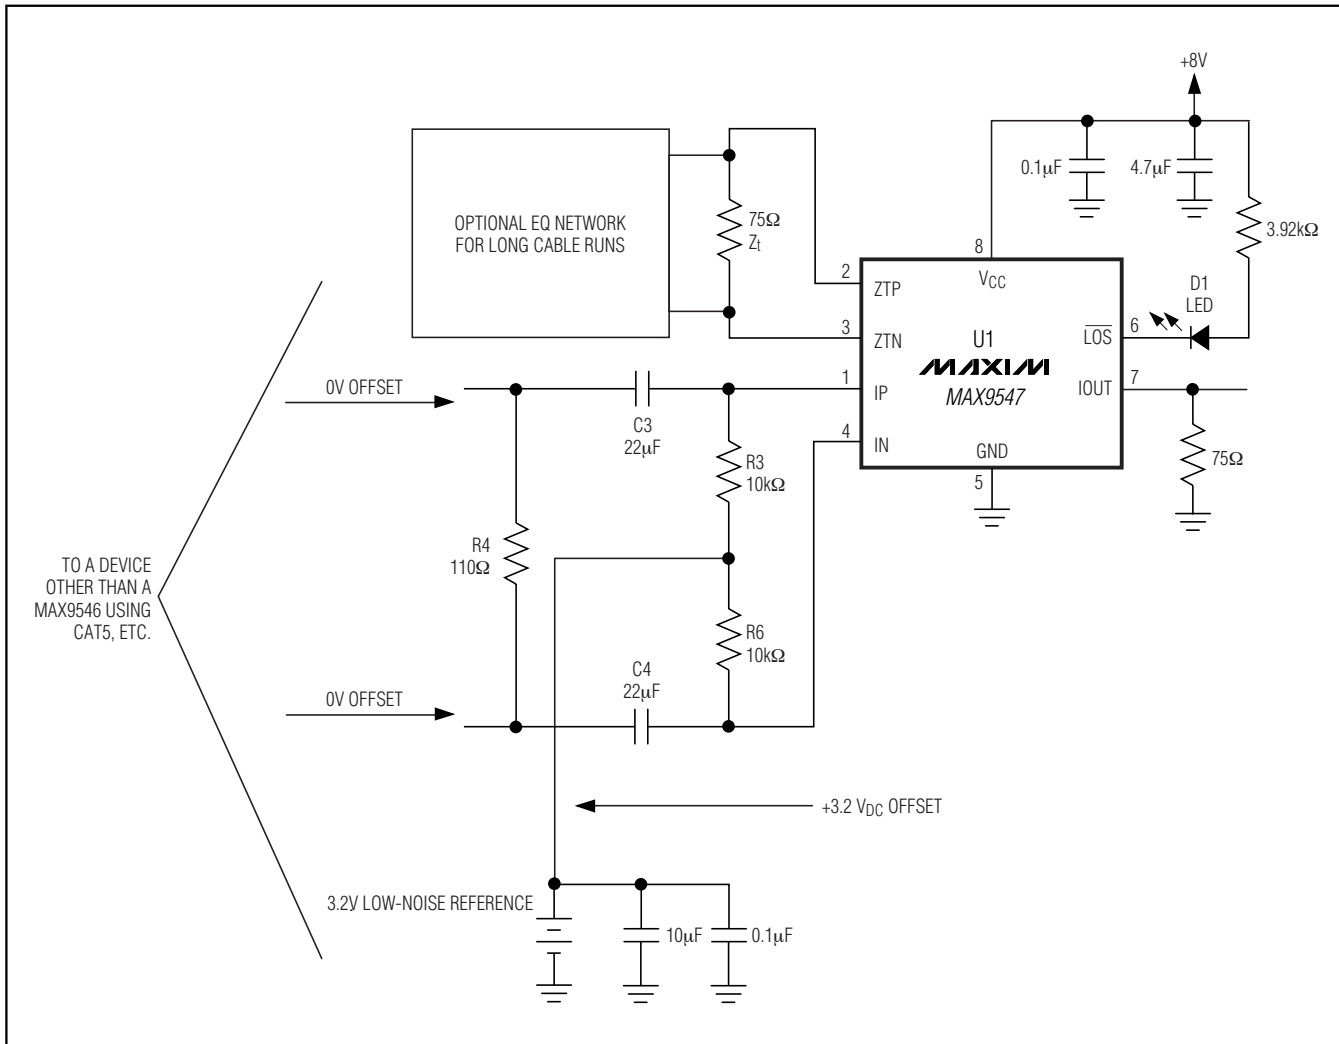 +8V
0.1µF
4.7µF
3.92kΩ
OPTIONAL EQ NETWORK
FOR LONG CABLE RUNS
75Ω
Zt
8
VCC
2
ZTP
D1
LED
3
ZTN
U1
LOS
6
MAXIM
MAX9547
1
IP
IOUT
7
0V OFFSET
C3
22µF
4
IN
GND
5
75Ω
R3
10kΩ
R4
110Ω
TO A DEVICE
OTHER THAN A
MAX9546 USING
CAT5, ETC.
R6
10kΩ
C4
22µF
0V OFFSET
+3.2 VDC OFFSET
3.2V LOW-NOISE REFERENCE
10µF
0.1µF